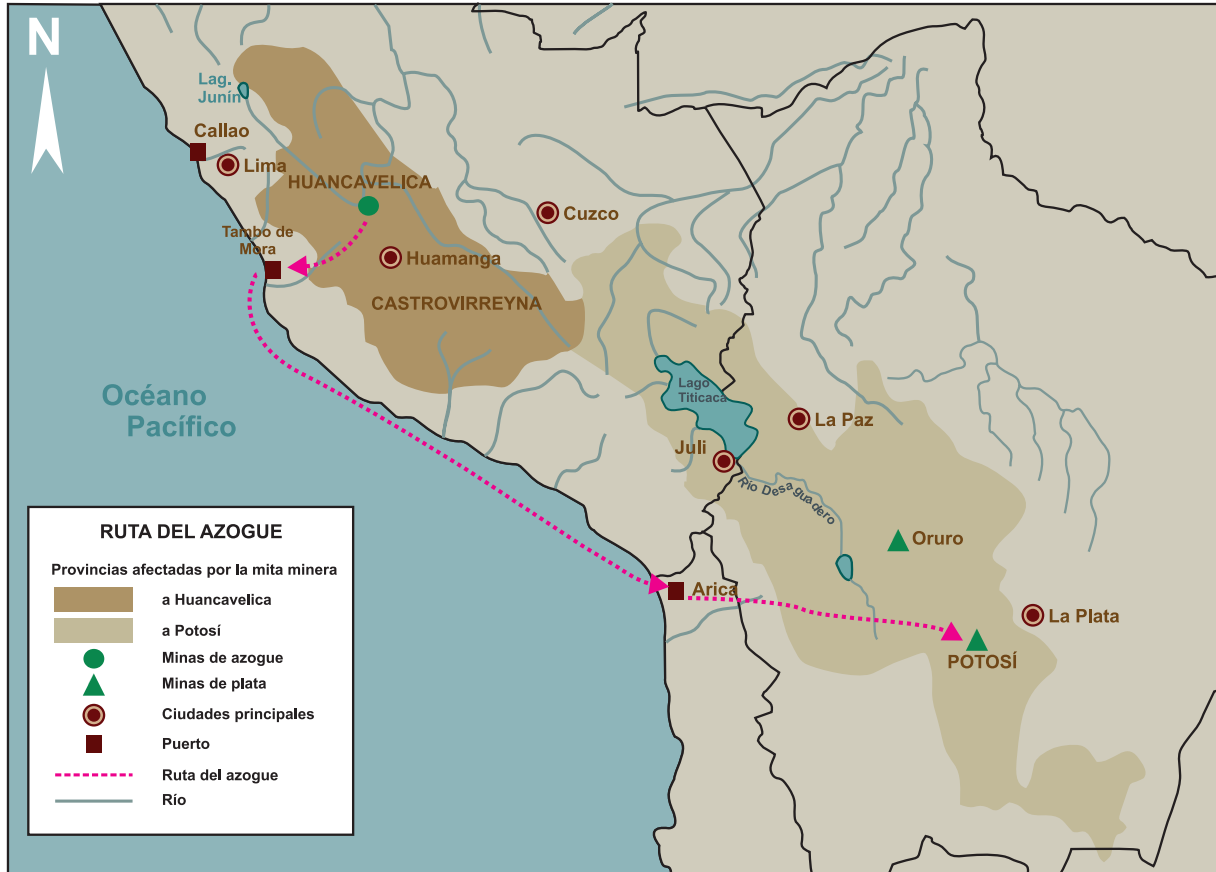 N
Lag.
Junín
Callao
Lima
HUANCAVELICA
Cuzco
Tambo de
Mora
Huamanga
CASTROVIRREYNA
Océano
Pacífico
Lago
Titicaca
La Paz
Juli
Río Desaguadero
Oruro
Arica
La Plata
POTOSÍ
RUTA DEL AZOGUE
Provincias afectadas por la mita minera
a Huancavelica
a Potosí
Minas de azogue
Minas de plata
Ciudades principales
Puerto
Ruta del azogue
Río